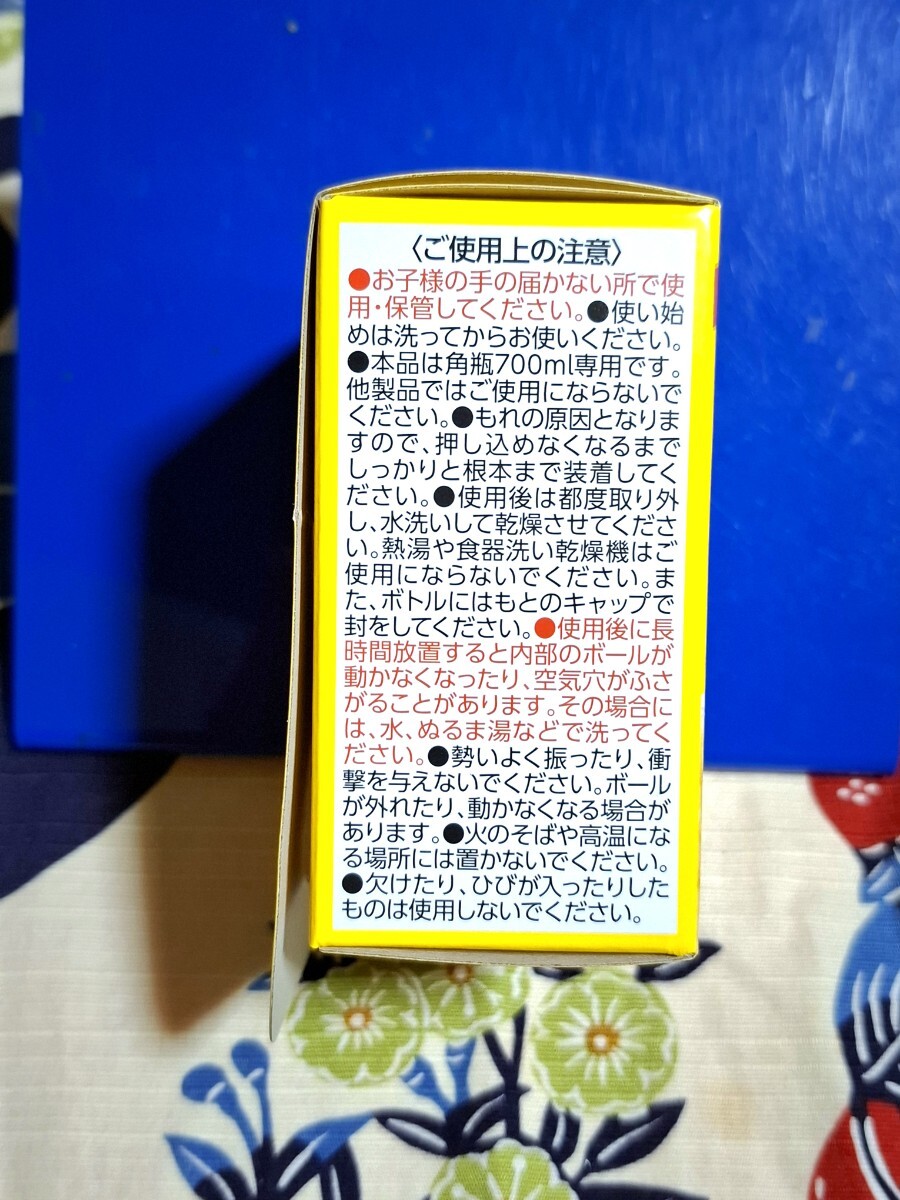 〈ご使用上の注意〉
●お子様の手の届かない所で使
用・保管してください。●使い始
めは洗ってからお使いください。
●本品は角瓶700ml専用です。
他製品ではご使用にならないで
ください。●もれの原因となりま
すので、押し込めなくなるまで
しっかりと根本まで装着してく
ださい。●使用後は都度取り外
し、水洗いして乾燥させてくださ
い。熱湯や食器洗い乾燥機はご
使用にならないでください。ま
た、ボトルにはもとのキャップで
封をしてください。●使用後に長
時間放置すると内部のボールが
動かなくなったり、空気穴がふさ
がることがあります。その場合に
は、水、ぬるま湯などで洗ってく
ださい。●勢いよく振ったり、衝
撃を与えないでください。ボール
が外れたり、動かなくなる場合が
あります。●火のそばや高温にな
る場所には置かないでください。
●欠けたり、ひびが入ったりした
ものは使用しないでください。